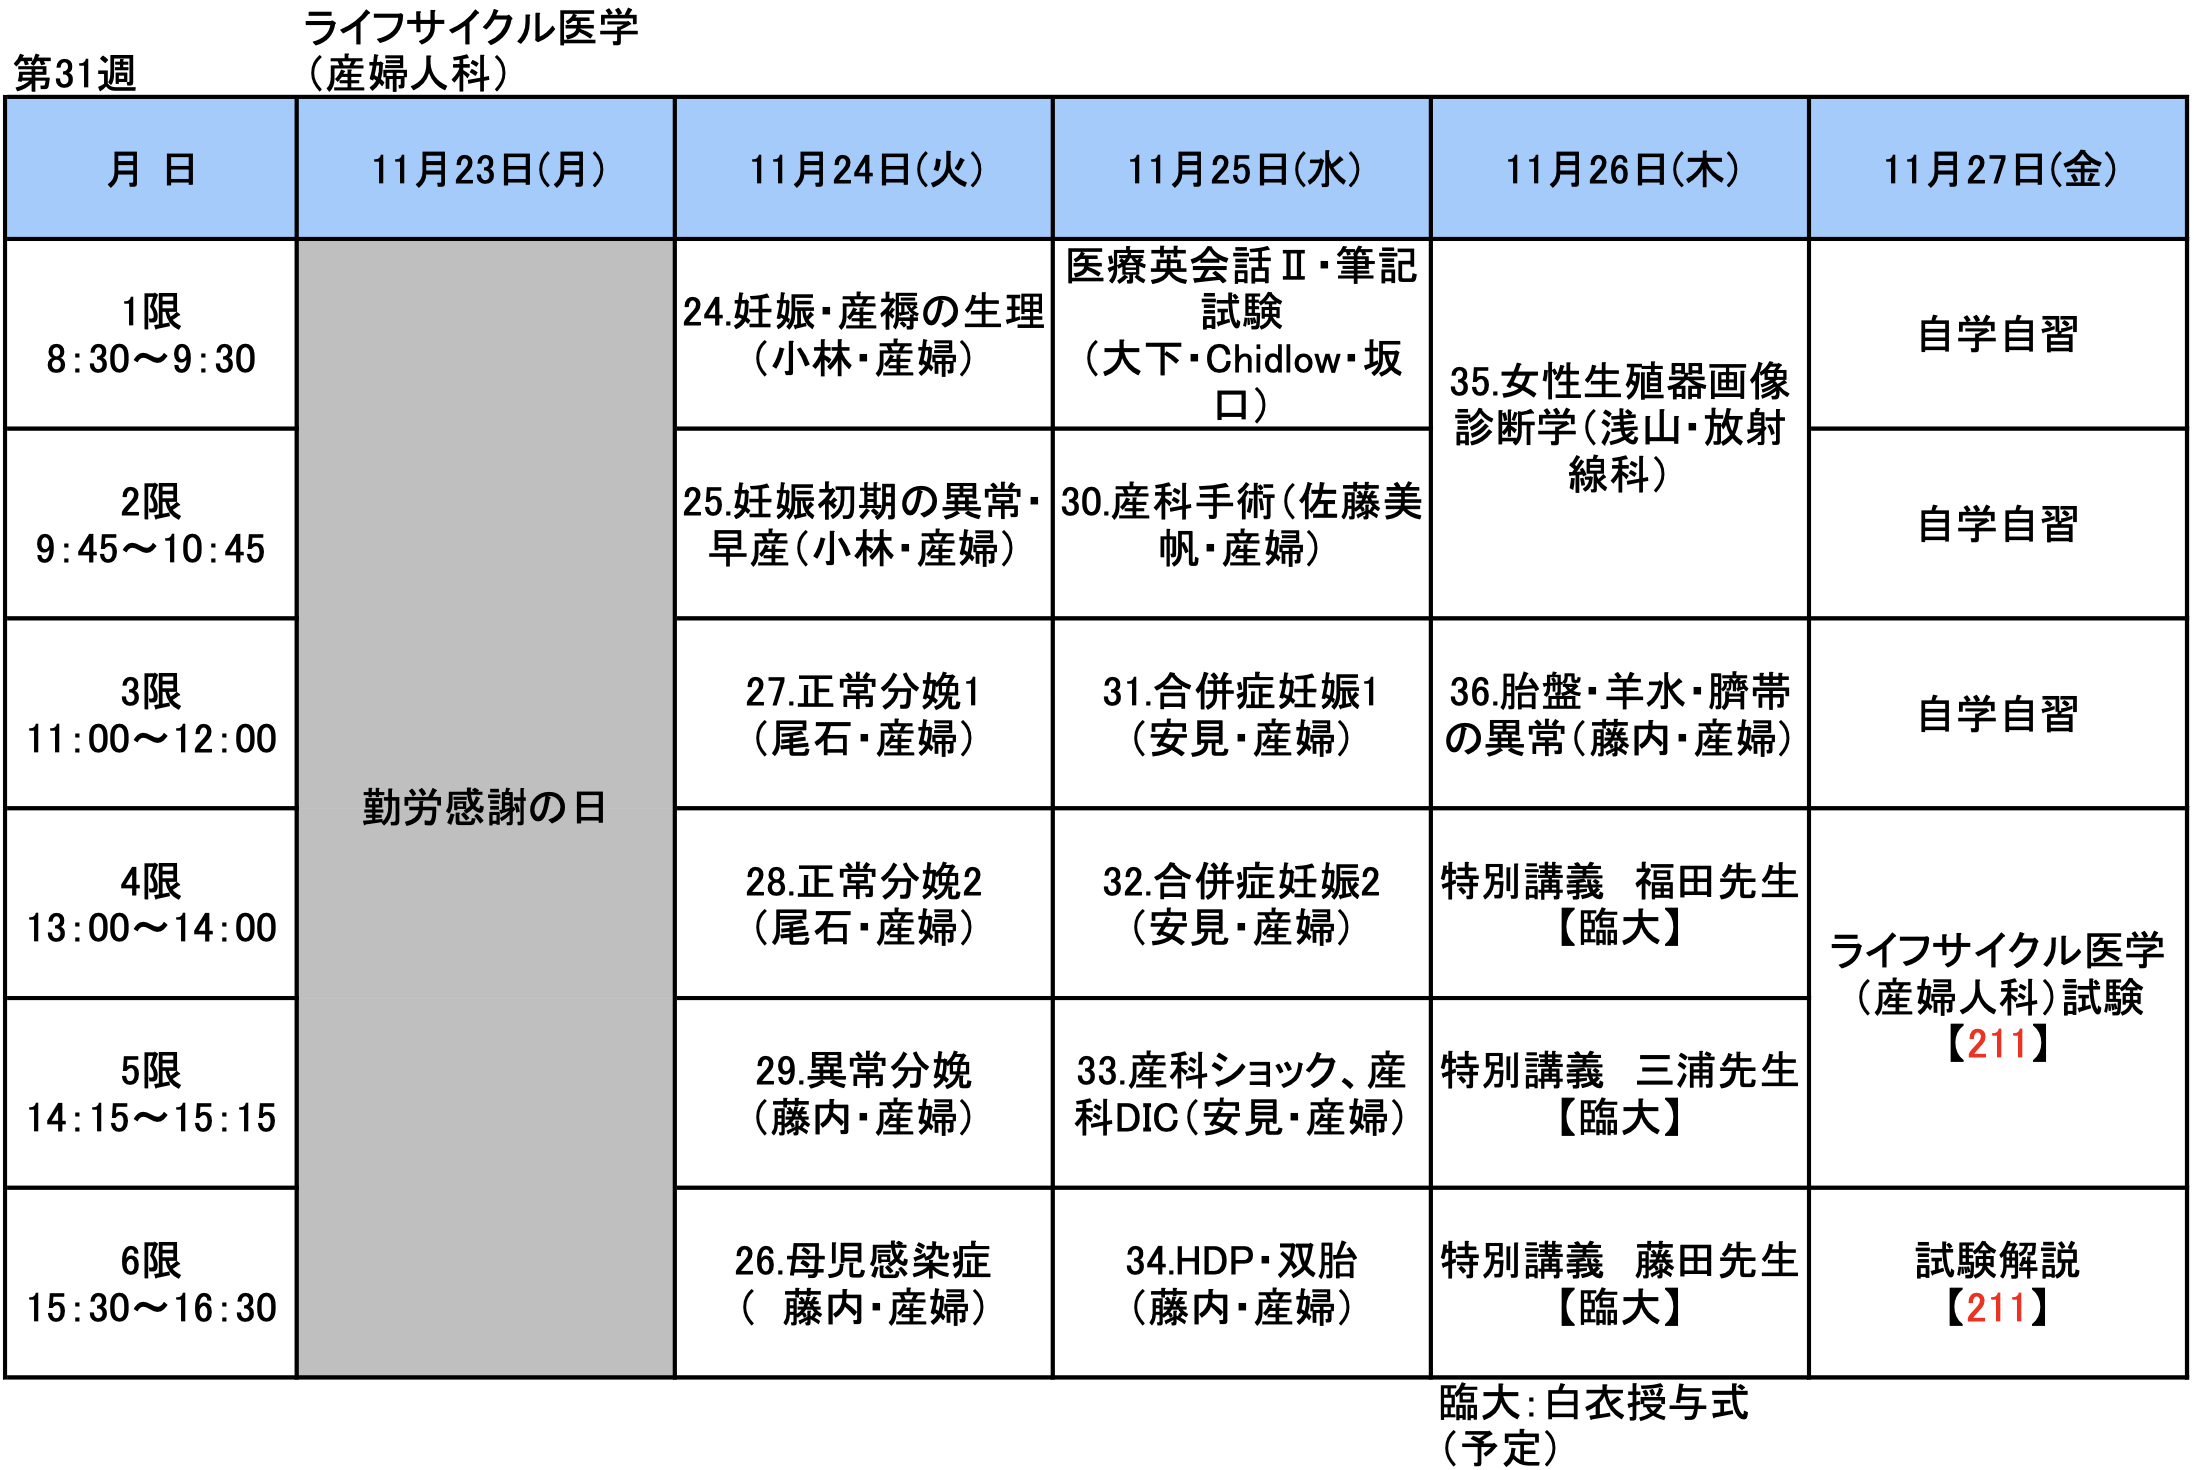 ライフサイクル医学
第31週 （産婦人科）
月 日 11月23日(月) 11月24日(火) 11月25日(水) 11月26日(木) 11月27日(金)
1限
8：30～9：30
勤労感謝の日
24.妊娠・産褥の生理
（小林・産婦）
医療英会話Ⅱ・筆記
試験
（大下・Chidlow・坂
口）
35.女性生殖器画像
診断学（浅山・放射
線科）
自学自習
2限
9：45～10：45
25.妊娠初期の異常・
早産（小林・産婦）
30.産科手術（佐藤美
帆・産婦）
自学自習
3限
11：00～12：00
27.正常分娩1
（尾石・産婦）
31.合併症妊娠1
（安見・産婦）
36.胎盤・羊水・臍帯
の異常（藤内・産婦）
自学自習
4限
13：00～14：00
28.正常分娩2
（尾石・産婦）
32.合併症妊娠2
（安見・産婦）
特別講義　福田先生
【臨大】
ライフサイクル医学
（産婦人科）試験
【211】
5限
14：15～15：15
29.異常分娩
（藤内・産婦）
33.産科ショック、産
科DIC（安見・産婦）
特別講義　三浦先生
【臨大】
6限
15：30～16：30
26.母児感染症
（　藤内・産婦）
34.HDP・双胎
（藤内・産婦）
特別講義　藤田先生
【臨大】
試験解説
【211】
臨大：白衣授与式
（予定）